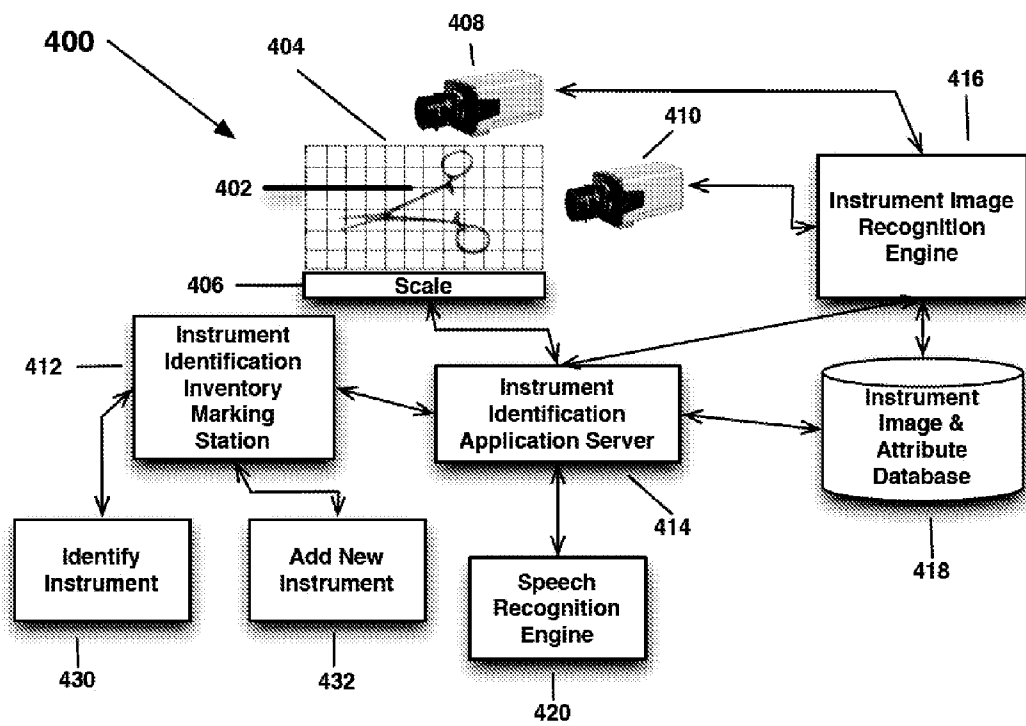 400
404
408
416
410
402
406
Scale
Instrument Image
Recognition
Engine
412
Instrument
Identification
Inventory
Marking
Station
Instrument
Identification
Application Server
Instrument
Image &
Attribute
Database
414
418
Identify
Instrument
Add New
Instrument
Speech
Recognition
Engine
430
432
420